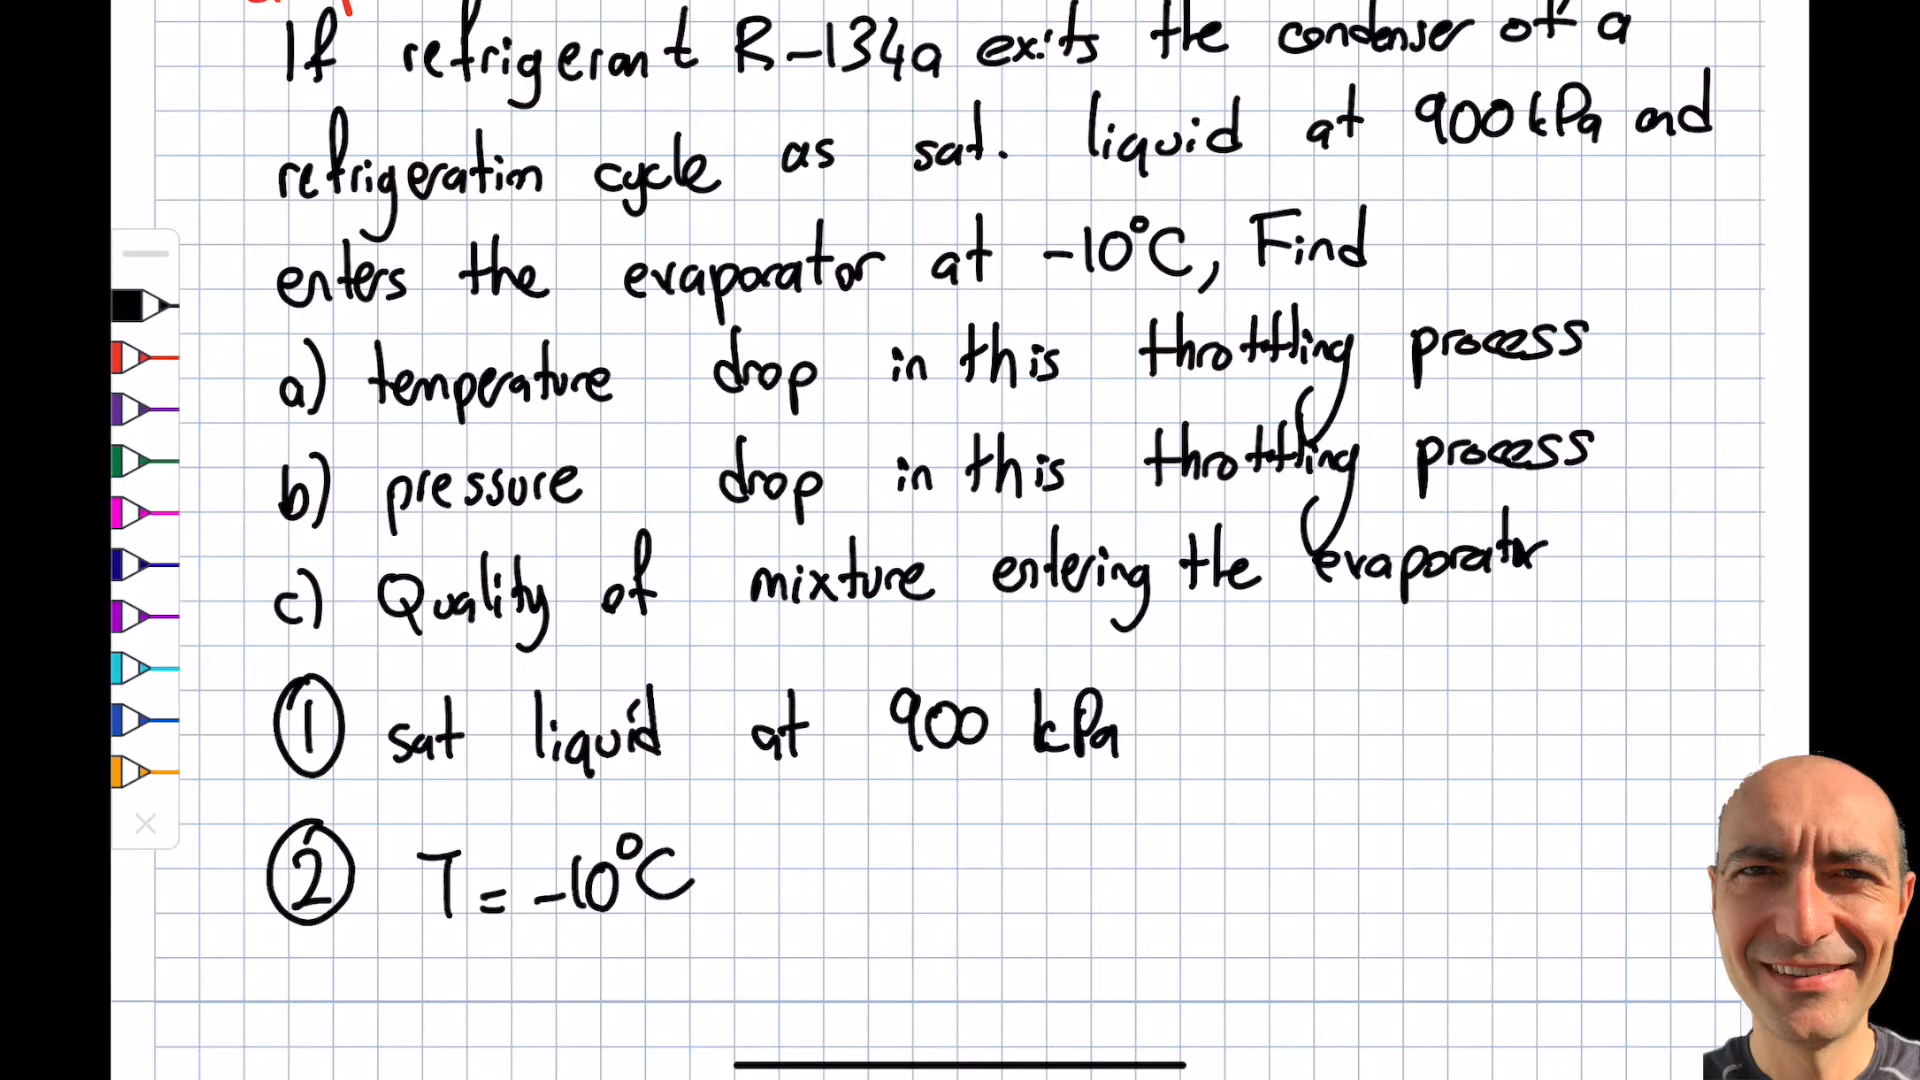 If refrigerant R-134a exits the condenser of a
refrigeration cycle as sat. liquid at 900 kPa and
enters the evaporator at -10°C, Find
a) temperature drop in this throttling process
b) pressure drop in this throttling process
c) Quality of mixture entering the evaporator
① sat liquid at 900 kPa
② T = -10°C